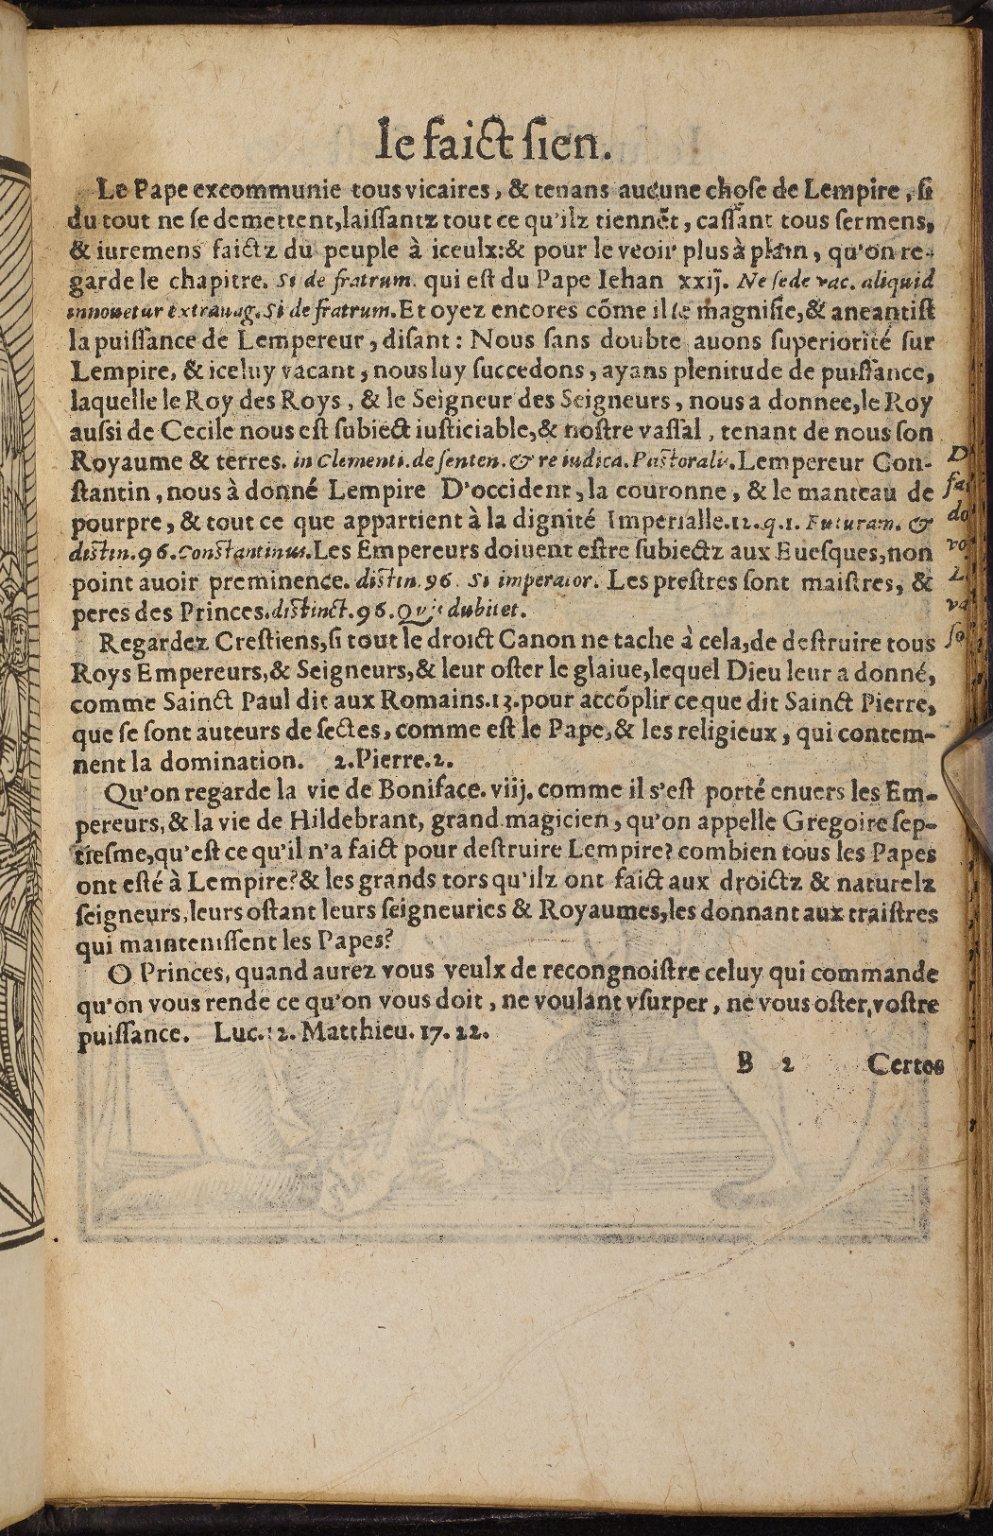 le faict ſien.
Le Pape excommunie tous vicaires, & tenans aucune choſe de Lempire, ſi
du tout ne ſe demettent, laiſſantz tout ce qu'ilz tiennẽt, caſſant tous ſermens,
& iuremens faictz du peuple à iceulx: & pour le veoir plus à plain, qu'on re-
garde le chapitre. Si de fratrum. qui eſt du Pape Iehan xxij. Ne ſede vac. aliquid
innouetur extrauag. Si de fratrum. Et oyez encores cõme il ſe magnifie, & aneantiſt
la puiſſance de Lempereur, diſant: Nous ſans doubte auons ſuperiorité ſur
Lempire, & iceluy vacant, nous luy ſuccedons, ayans plenitude de puiſſance,
laquelle le Roy des Roys, & le Seigneur des Seigneurs, nous a donnee, le Roy
auſsi de Cecile nous eſt ſubiect iuſticiable, & noſtre vaſſal, tenant de nous ſon
Royaume & terres. in Clementi. de ſenten. & re iudica. Paſtoralis. Lempereur Con-
ſtantin, nous à donné Lempire D'occident, la couronne, & le manteau de
pourpre, & tout ce que appartient à la dignité Imperialle. 12. q. 1. Futuram. &
diſtin. 96. Conſtantinus. Les Empereurs doiuent eſtre ſubiectz aux Eueſques, non
point auoir preminence. diſtin. 96. Si imperator. Les preſtres ſont maiſtres, &
peres des Princes. diſtinct. 96. Quis dubitet.
Regardez Creſtiens, ſi tout le droict Canon ne tache à cela, de deſtruire tous
Roys Empereurs, & Seigneurs, & leur oſter le glaiue, lequel Dieu leur a donné,
comme Sainct Paul dit aux Romains. 13. pour accõplir ce que dit Sainct Pierre,
que ſe ſont auteurs de ſectes, comme eſt le Pape, & les religieux, qui contem-
nent la domination. 2. Pierre. 2.
Qu'on regarde la vie de Boniface. viij. comme il s'eſt porté enuers les Em-
pereurs, & la vie de Hildebrant, grand magicien, qu'on appelle Gregoire ſep-
tieſme, qu'eſt ce qu'il n'a faict pour deſtruire Lempire? combien tous les Papes
ont eſté à Lempire? & les grands tors qu'ilz ont faict aux droictz & naturelz
ſeigneurs, leurs oſtant leurs ſeigneuries & Royaumes, les donnant aux traiſtres
qui maintenſſent les Papes?
O Princes, quand aurez vous yeulx de recongnoiſtre celuy qui commande
qu'on vous rende ce qu'on vous doit, ne voulant vſurper, ne vous oſter, voſtre
puiſſance. Luc. 12. Matthieu. 17. 22.
B 2 Certes
D
fa
do
vo
L
va
ſo